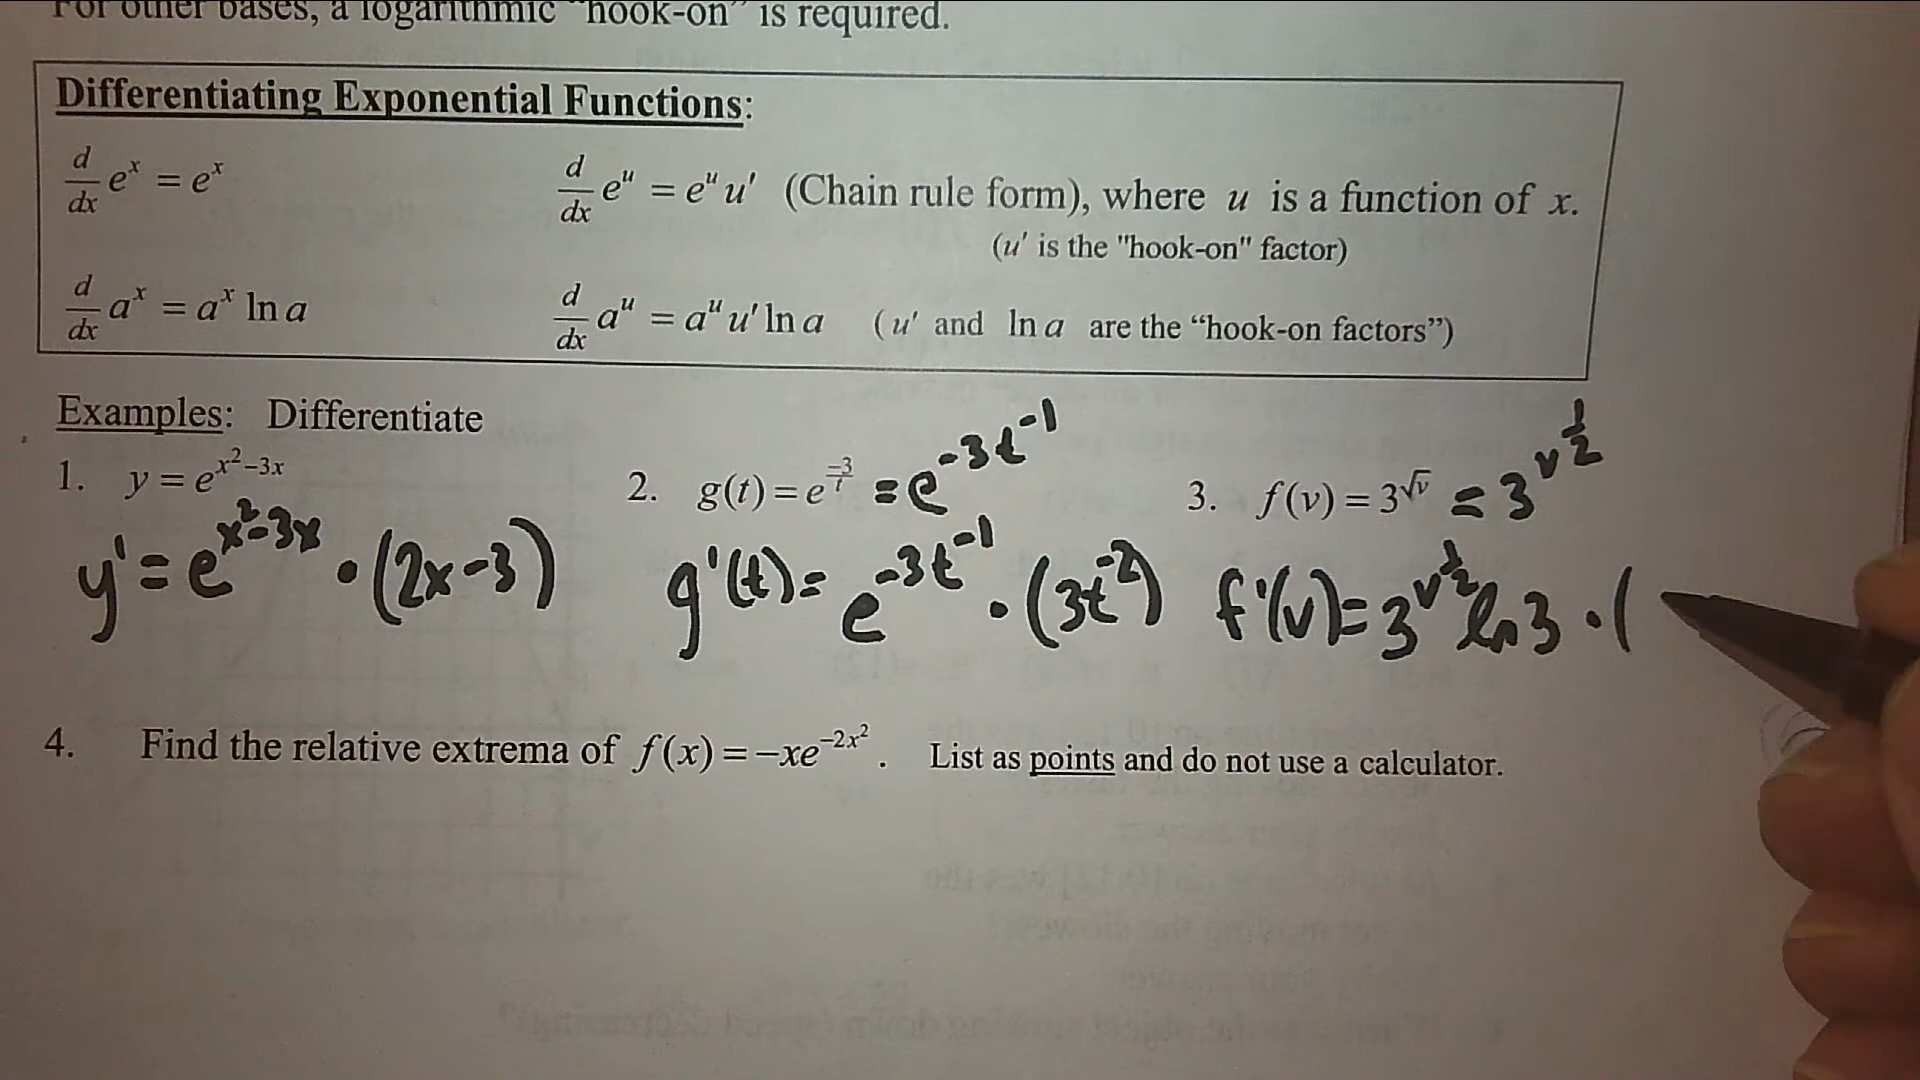 For other bases, a logarithmic "hook-on" is required.
Differentiating Exponential Functions:
d/dx e^x = e^x    d/dx e^u = e^u u' (Chain rule form), where u is a function of x.
(u' is the "hook-on" factor)
d/dx a^x = a^x ln a    d/dx a^u = a^u u' ln a    (u' and ln a are the “hook-on factors”)
Examples: Differentiate
1. y = e^{x^2-3x}    2. g(t) = e^{-3/t} = e^{-3t^{-1}}    3. f(v) = 3^{√v} = 3^{v^{1/2}}
y' = e^{x^2-3x} · (2x-3)    g'(t) = e^{-3t^{-1}} · (3t^{-2})    f'(v) = 3^{v^{1/2}} ln 3 · (
4. Find the relative extrema of f(x) = -xe^{-2x^2}. List as points and do not use a calculator.